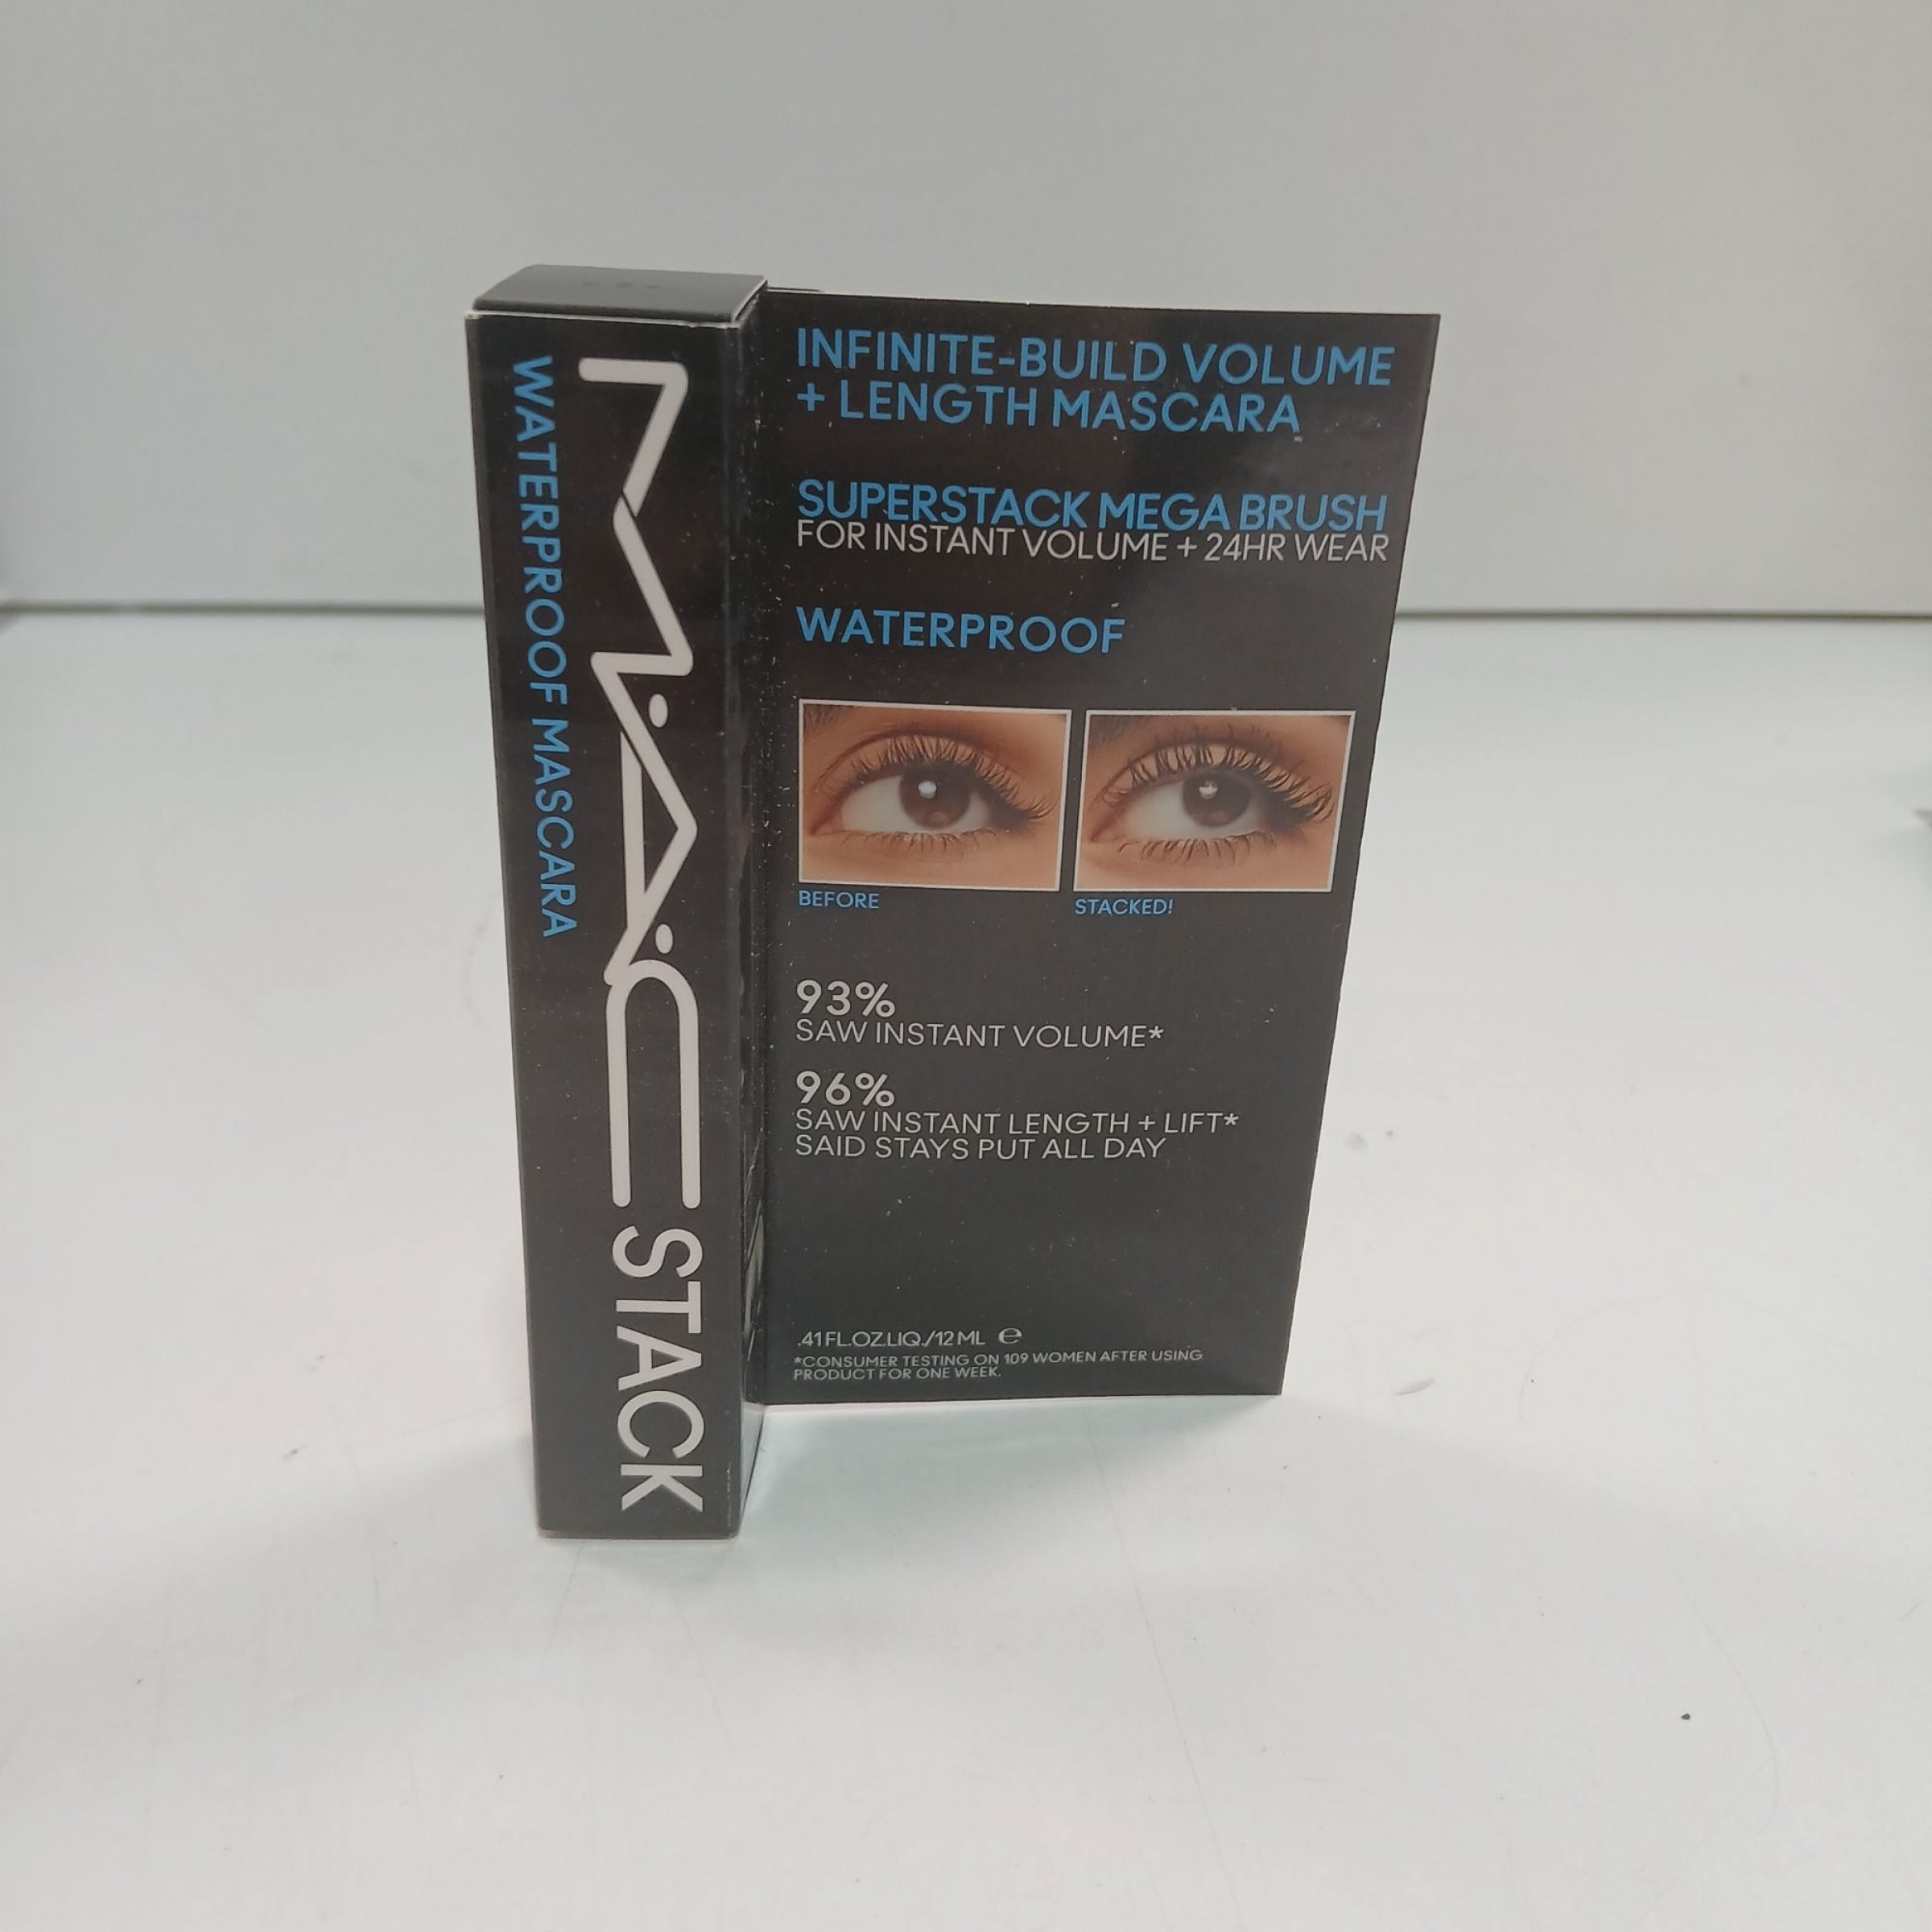 M·A·C STACK
WATERPROOF MASCARA
INFINITE-BUILD VOLUME
+ LENGTH MASCARA
SUPERSTACK MEGA BRUSH
FOR INSTANT VOLUME + 24HR WEAR
WATERPROOF
BEFORE
STACKED!
93%
SAW INSTANT VOLUME*
96%
SAW INSTANT LENGTH + LIFT*
SAID STAYS PUT ALL DAY
.41 FL.OZ.LIQ./12 ML ℮
*CONSUMER TESTING ON 109 WOMEN AFTER USING
PRODUCT FOR ONE WEEK.